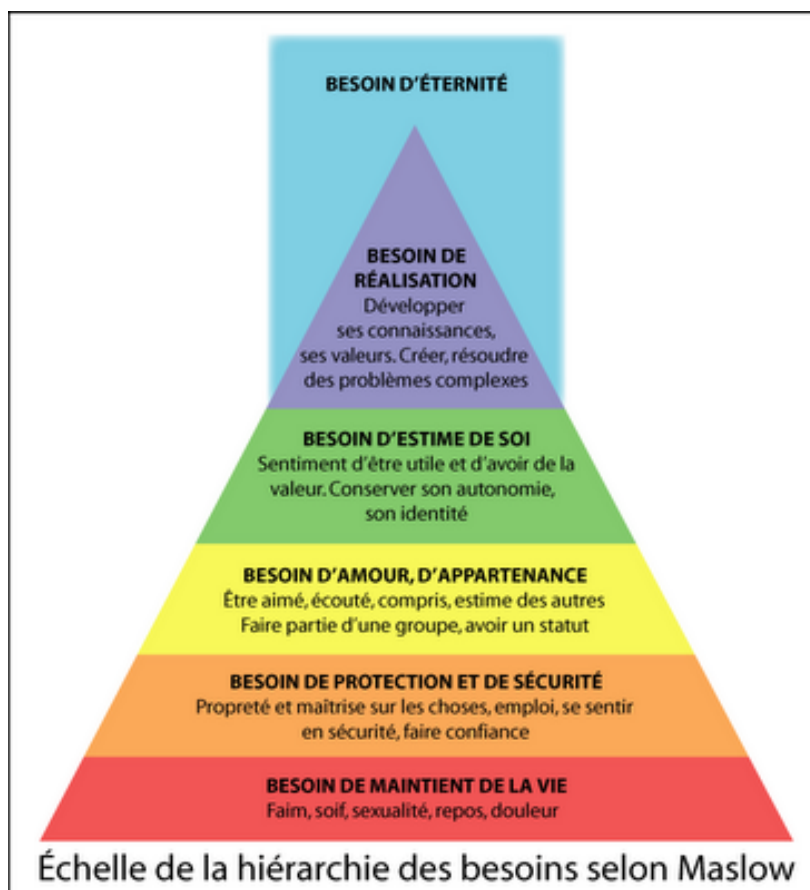 BESOIN D'ÉTERNITÉ
BESOIN DE
RÉALISATION
Développer
ses connaissances,
ses valeurs. Créer, résoudre
des problèmes complexes
BESOIN D'ESTIME DE SOI
Sentiment d'être utile et d'avoir de la
valeur. Conserver son autonomie,
son identité
BESOIN D'AMOUR, D'APPARTENANCE
Être aimé, écouté, compris, estime des autres
Faire partie d'une groupe, avoir un statut
BESOIN DE PROTECTION ET DE SÉCURITÉ
Propreté et maîtrise sur les choses, emploi, se sentir
en sécurité, faire confiance
BESOIN DE MAINTIENT DE LA VIE
Faim, soif, sexualité, repos, douleur
Échelle de la hiérarchie des besoins selon Maslow